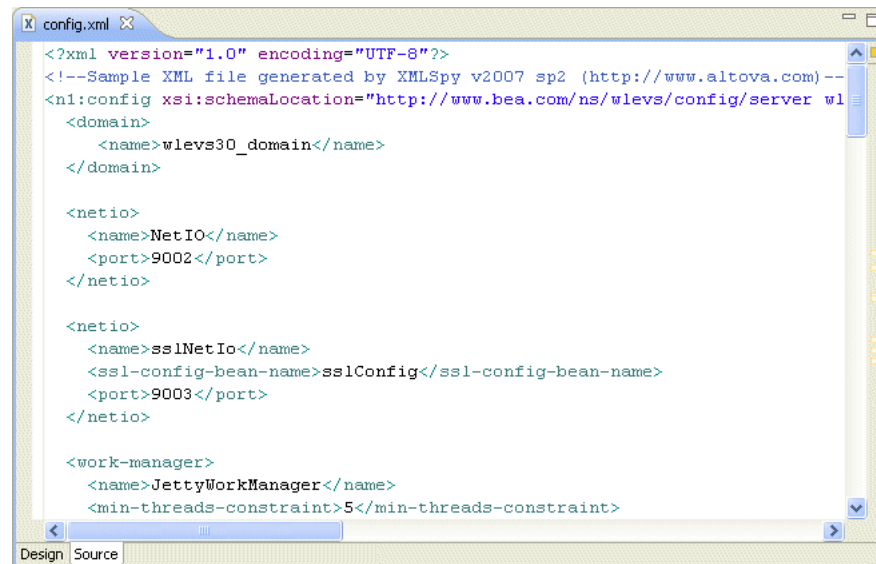 config.xml
<?xml version="1.0" encoding="UTF-8"?>
<!--Sample XML file generated by XMLSpy v2007 sp2 (http://www.altova.com)--
<n1:config xsi:schemaLocation="http://www.bea.com/ns/wlevs/config/server wl
<domain>
<name>wlevs30_domain</name>
</domain>
<netio>
<name>NetIO</name>
<port>9002</port>
</netio>
<netio>
<name>sslNetIo</name>
<ssl-config-bean-name>sslConfig</ssl-config-bean-name>
<port>9003</port>
</netio>
<work-manager>
<name>JettyWorkManager</name>
<min-threads-constraint>5</min-threads-constraint>
Design Source